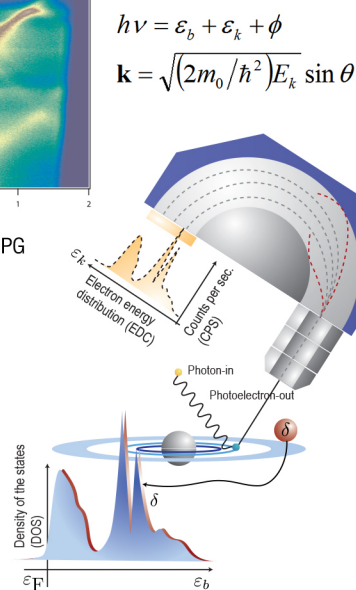 hν = ε_b + ε_k + ϕ
k = √((2m₀/ℏ²)E_k) sin θ
1
2
PG
ε_k
Electron energy
distribution (EDC)
Counts per sec.
(CPS)
Photon-in
Photoelectron-out
δ
δ
Density of the states
(DOS)
ε_F
ε_b